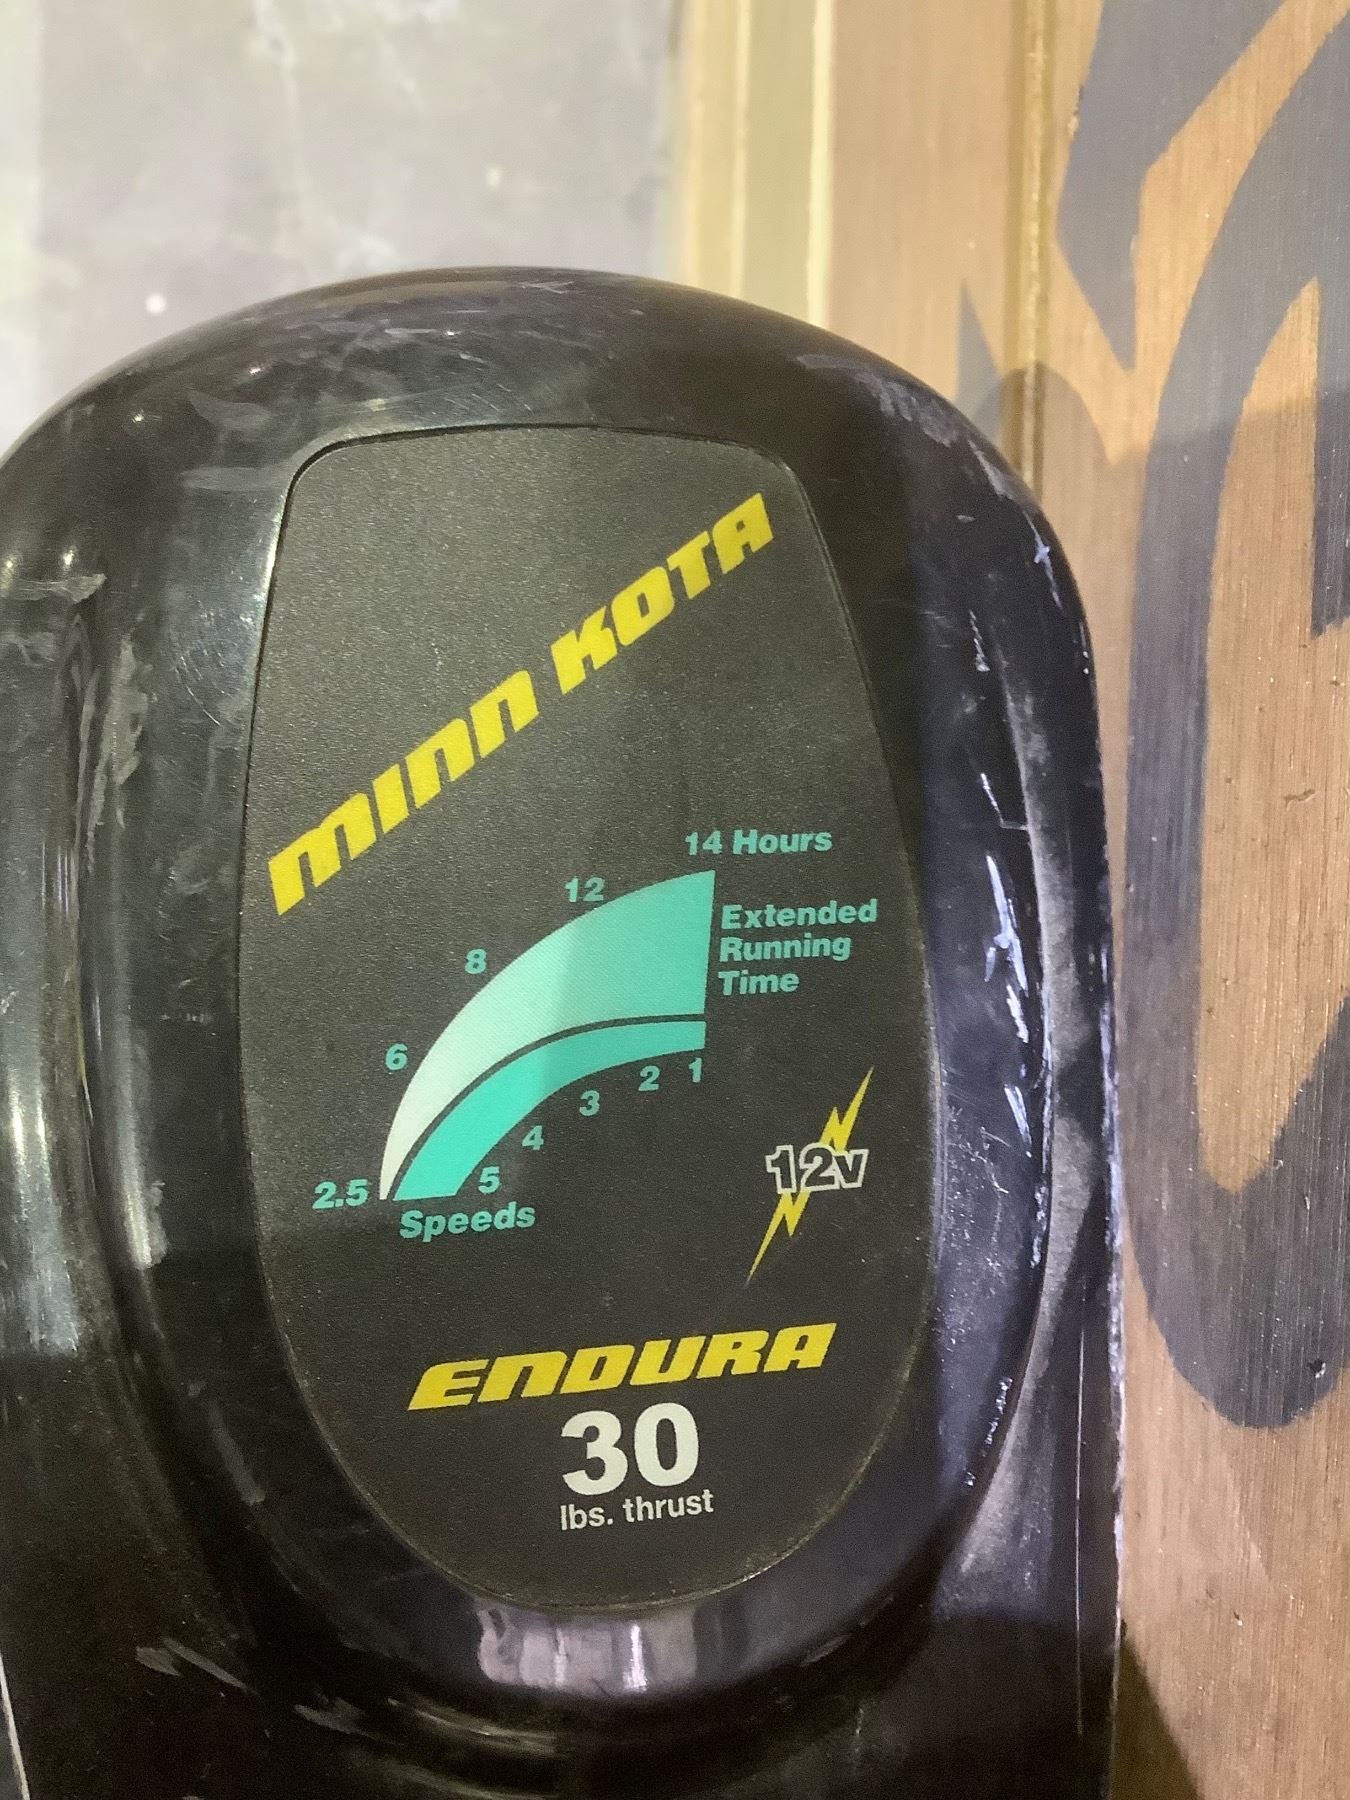 MINN KOTA
14 Hours
12
8
6
2.5
Extended
Running
Time
1
2
3
4
5
Speeds
12v
ENDURA
30
lbs. thrust